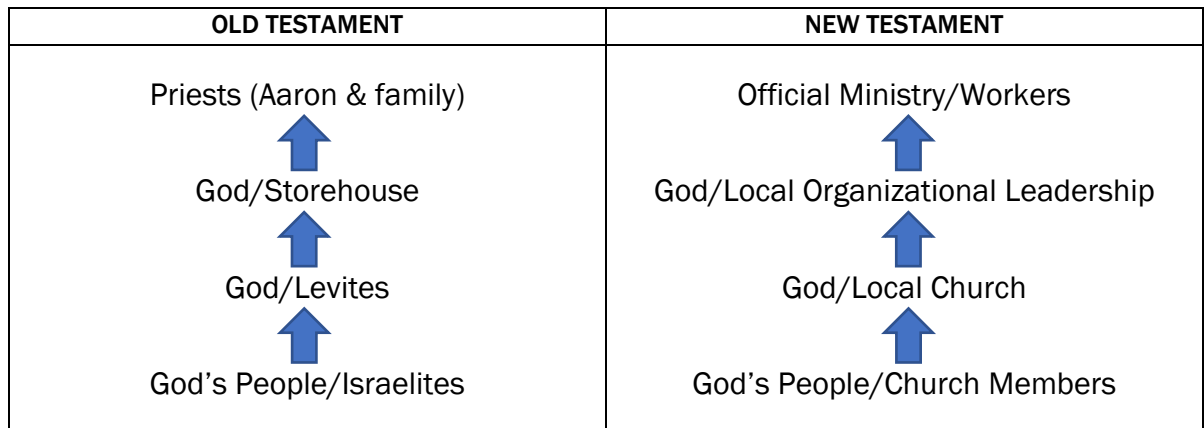 OLD TESTAMENT
NEW TESTAMENT
Priests (Aaron & family)
God/Storehouse
God/Levites
God’s People/Israelites
Official Ministry/Workers
God/Local Organizational Leadership
God/Local Church
God’s People/Church Members